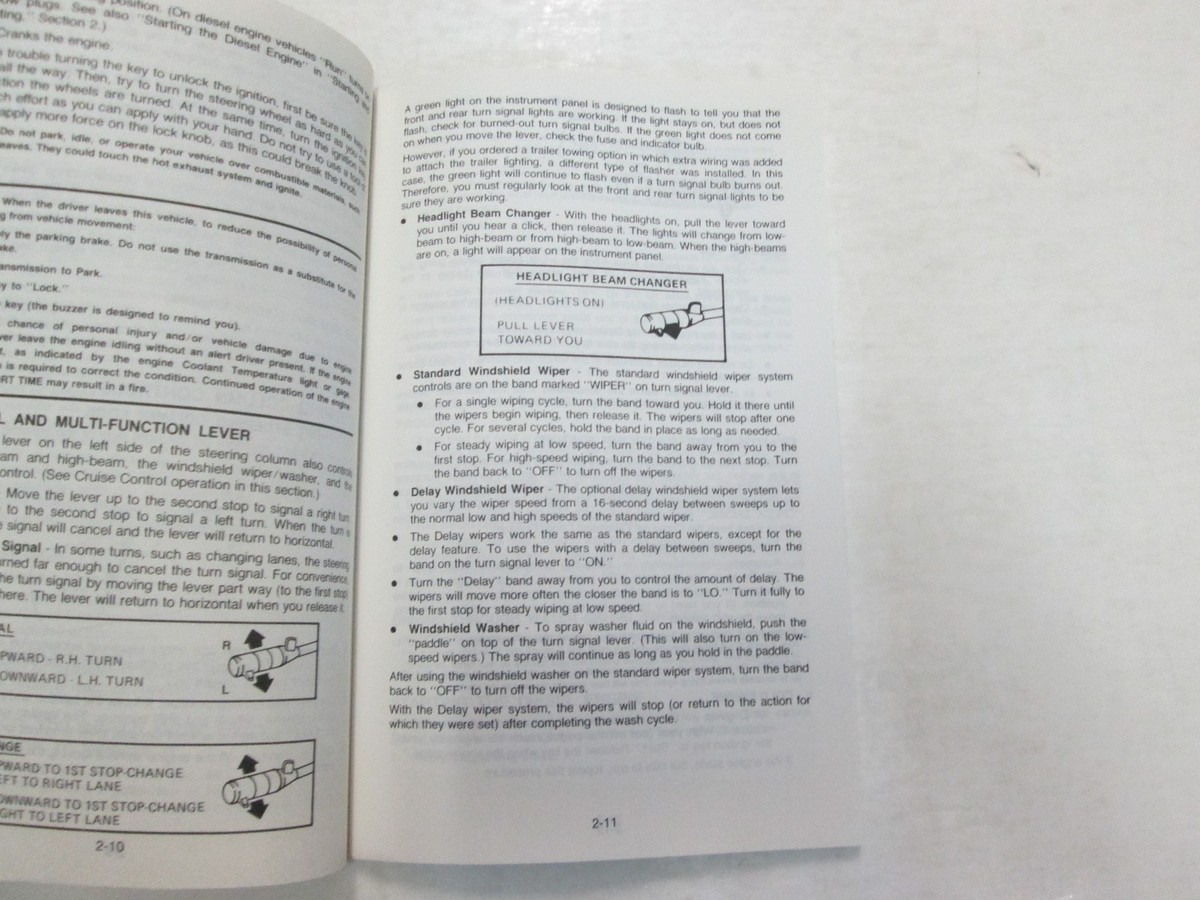 ow plugs. See also "Starting the Diesel Engine" in "Starting and
position. (On diesel engine vehicles "Run" turns on
ting," Section 2.)
Cranks the engine.
trouble turning the key to unlock the ignition, first be sure the key is
all the way. Then, try to turn the steering wheel as hard as you can
tion the wheels are turned. At the same time, turn the ignition
ch effort as you can apply with your hand. Do not try to use a tool
apply more force on the lock knob, as this could break the knob.
Do not park, idle, or operate your vehicle over combustible materials, such
eaves. They could touch the hot exhaust system and ignite.
When the driver leaves this vehicle, to reduce the possibility of personal
g from vehicle movement:
ly the parking brake. Do not use the transmission as a substitute for the
ake.
ansmission to Park.
y to "Lock."
key (the buzzer is designed to remind you).
chance of personal injury and/or vehicle damage due to engine
ver leave the engine idling without an alert driver present. If the engine
t, as indicated by the engine Coolant Temperature light or gage,
is required to correct the condition. Continued operation of the engine
RT TIME may result in a fire.
L AND MULTI-FUNCTION LEVER
lever on the left side of the steering column also controls
am and high-beam, the windshield wiper/washer, and the
ontrol. (See Cruise Control operation in this section.)
Move the lever up to the second stop to signal a right turn
to the second stop to signal a left turn. When the turn is
signal will cancel and the lever will return to horizontal.
Signal - In some turns, such as changing lanes, the steering
urned far enough to cancel the turn signal. For convenience,
he turn signal by moving the lever part way (to the first stop)
here. The lever will return to horizontal when you release it.
AL
R
PWARD - R.H. TURN
OWNWARD - L.H. TURN
L
NGE
PWARD TO 1ST STOP-CHANGE
EFT TO RIGHT LANE
OWNWARD TO 1ST STOP-CHANGE
GHT TO LEFT LANE
2-10
A green light on the instrument panel is designed to flash to tell you that the
front and rear turn signal lights are working. If the light stays on, but does not
flash, check for burned-out turn signal bulbs. If the green light does not come
on when you move the lever, check the fuse and indicator bulb.
However, if you ordered a trailer towing option in which extra wiring was added
to attach the trailer lighting, a different type of flasher was installed. In this
case, the green light will continue to flash even if a turn signal bulb burns out.
Therefore, you must regularly look at the front and rear turn signal lights to be
sure they are working.
• Headlight Beam Changer - With the headlights on, pull the lever toward
you until you hear a click, then release it. The lights will change from low-
beam to high-beam or from high-beam to low-beam. When the high-beams
are on, a light will appear on the instrument panel.
HEADLIGHT BEAM CHANGER
(HEADLIGHTS ON)
PULL LEVER
TOWARD YOU
• Standard Windshield Wiper - The standard windshield wiper system
controls are on the band marked "WIPER" on turn signal lever.
• For a single wiping cycle, turn the band toward you. Hold it there until
the wipers begin wiping, then release it. The wipers will stop after one
cycle. For several cycles, hold the band in place as long as needed.
• For steady wiping at low speed, turn the band away from you to the
first stop. For high-speed wiping, turn the band to the next stop. Turn
the band back to "OFF" to turn off the wipers.
• Delay Windshield Wiper - The optional delay windshield wiper system lets
you vary the wiper speed from a 16-second delay between sweeps up to
the normal low and high speeds of the standard wiper.
• The Delay wipers work the same as the standard wipers, except for the
delay feature. To use the wipers with a delay between sweeps, turn the
band on the turn signal lever to "ON."
• Turn the "Delay" band away from you to control the amount of delay. The
wipers will move more often the closer the band is to "LO." Turn it fully to
the first stop for steady wiping at low speed.
• Windshield Washer - To spray washer fluid on the windshield, push the
"paddle" on top of the turn signal lever. (This will also turn on the low-
speed wipers.) The spray will continue as long as you hold in the paddle.
After using the windshield washer on the standard wiper system, turn the band
back to "OFF" to turn off the wipers.
With the Delay wiper system, the wipers will stop (or return to the action for
which they were set) after completing the wash cycle.
2-11